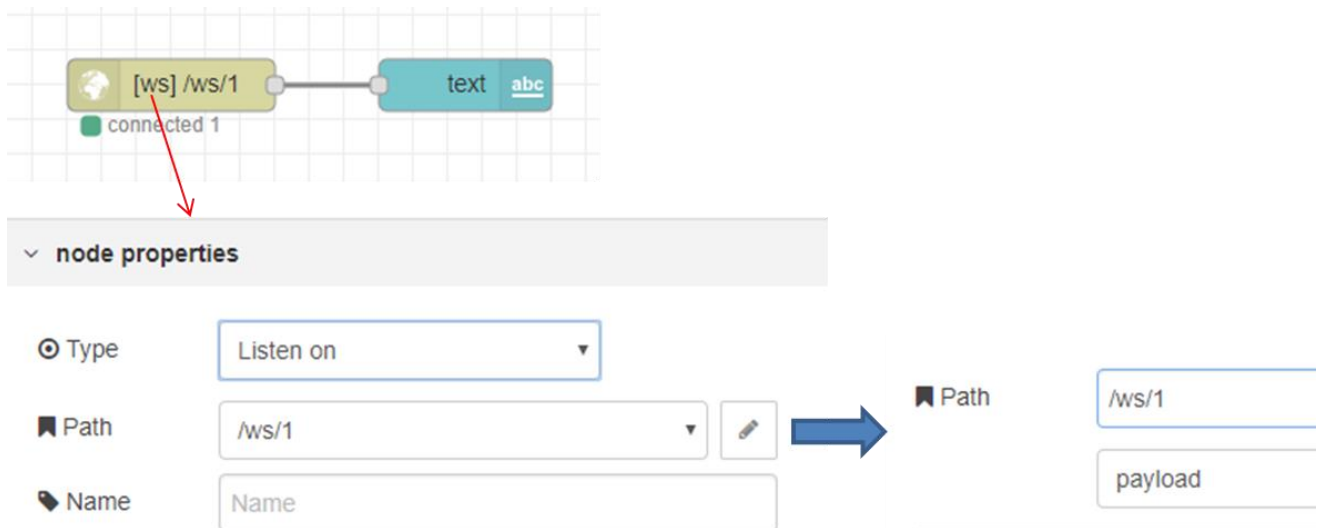 [ws] /ws/1
text abc
connected 1
node properties
Type Listen on
Path /ws/1
Name Name
Path /ws/1
payload